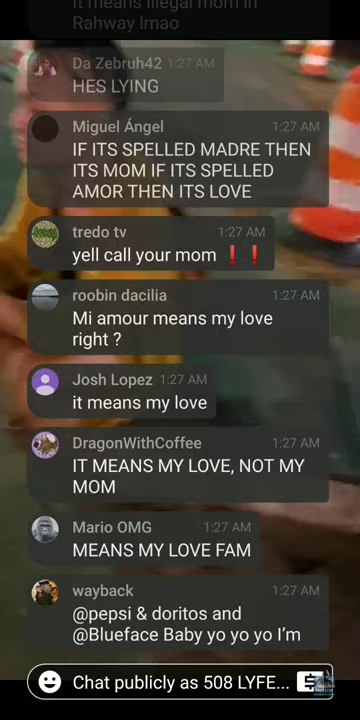 it means illegal mom in
Rahway lmao
Da Zebruh42 1:27 AM
HES LYING
Miguel Ángel 1:27 AM
IF ITS SPELLED MADRE THEN
ITS MOM IF ITS SPELLED
AMOR THEN ITS LOVE
tredo tv 1:27 AM
yell call your mom ❗❗
roobin dacilia 1:27 AM
Mi amour means my love
right ?
Josh Lopez 1:27 AM
it means my love
DragonWithCoffee 1:27 AM
IT MEANS MY LOVE, NOT MY
MOM
Mario OMG 1:27 AM
MEANS MY LOVE FAM
wayback 1:27 AM
@pepsi & doritos and
@Blueface Baby yo yo yo I’m
Chat publicly as 508 LYFE...